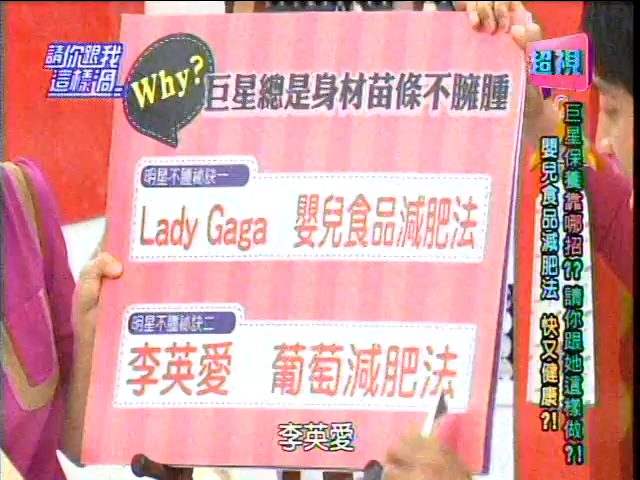 請你跟我
這樣過
超視
Why?
巨星總是身材苗條不臃腫
明星不腫祕訣一
Lady Gaga 嬰兒食品減肥法
明星不腫祕訣二
李英愛 葡萄減肥法
巨星保養靠哪招??請你跟她這樣做?!
嬰兒食品減肥法 快又健康?!
李英愛